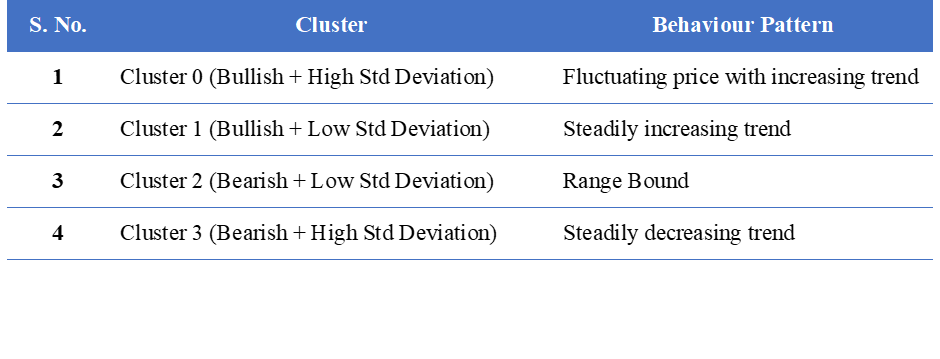 S. No. Cluster Behaviour Pattern
1 Cluster 0 (Bullish + High Std Deviation) Fluctuating price with increasing trend
2 Cluster 1 (Bullish + Low Std Deviation) Steadily increasing trend
3 Cluster 2 (Bearish + Low Std Deviation) Range Bound
4 Cluster 3 (Bearish + High Std Deviation) Steadily decreasing trend